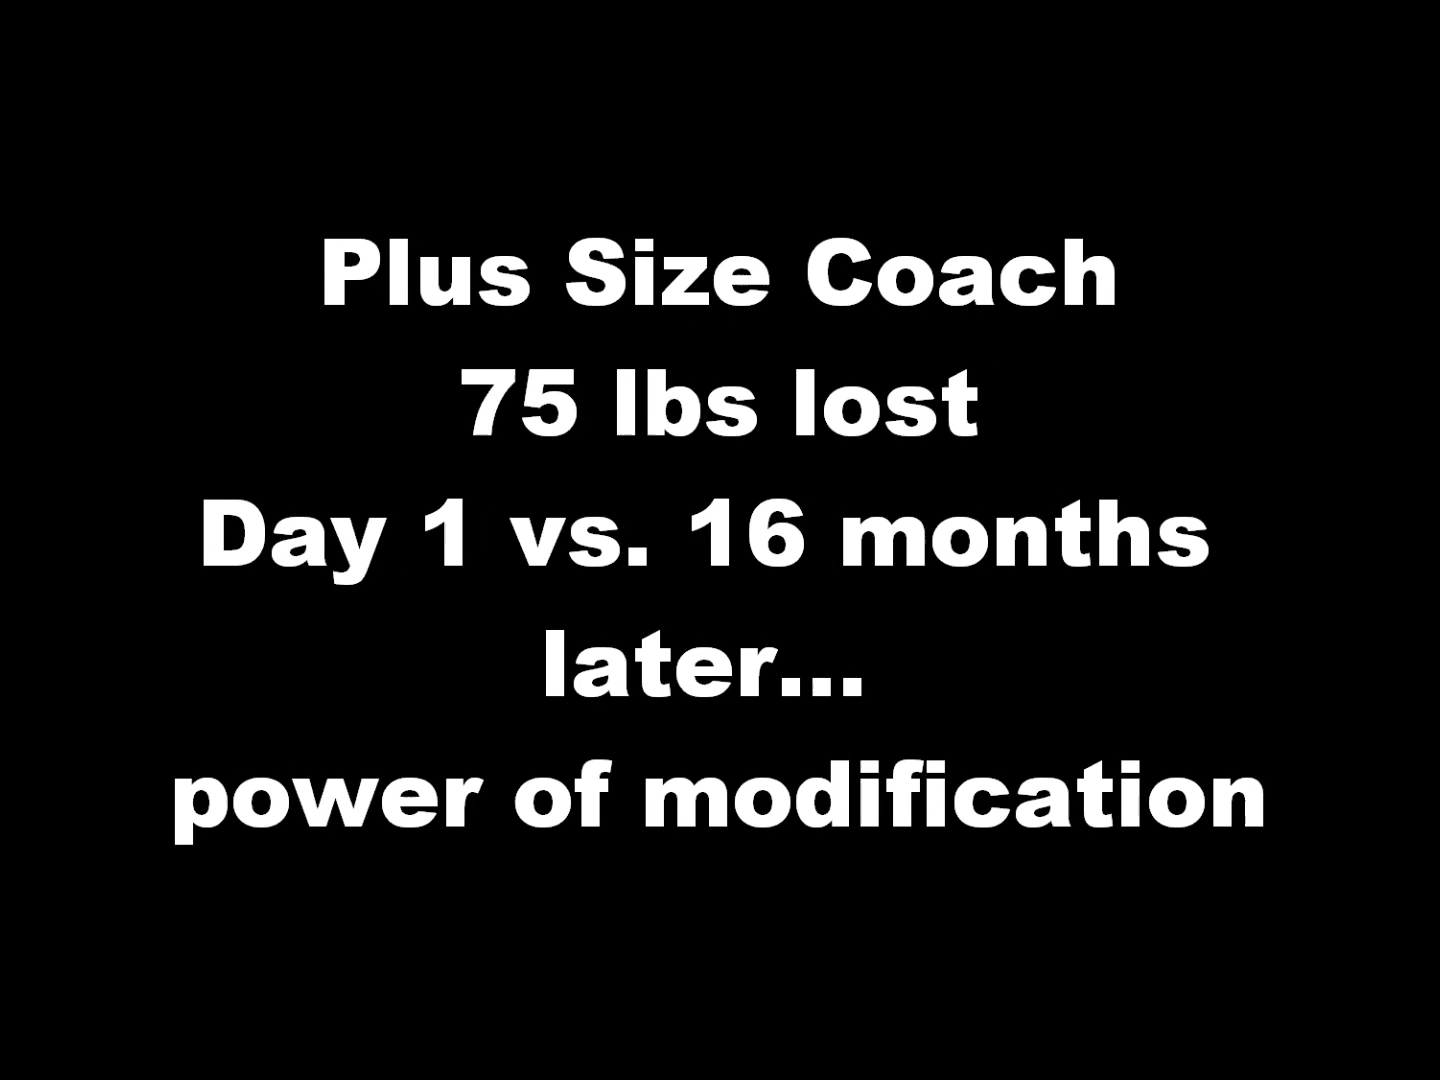 Plus Size Coach
75 lbs lost
Day 1 vs. 16 months
later...
power of modification